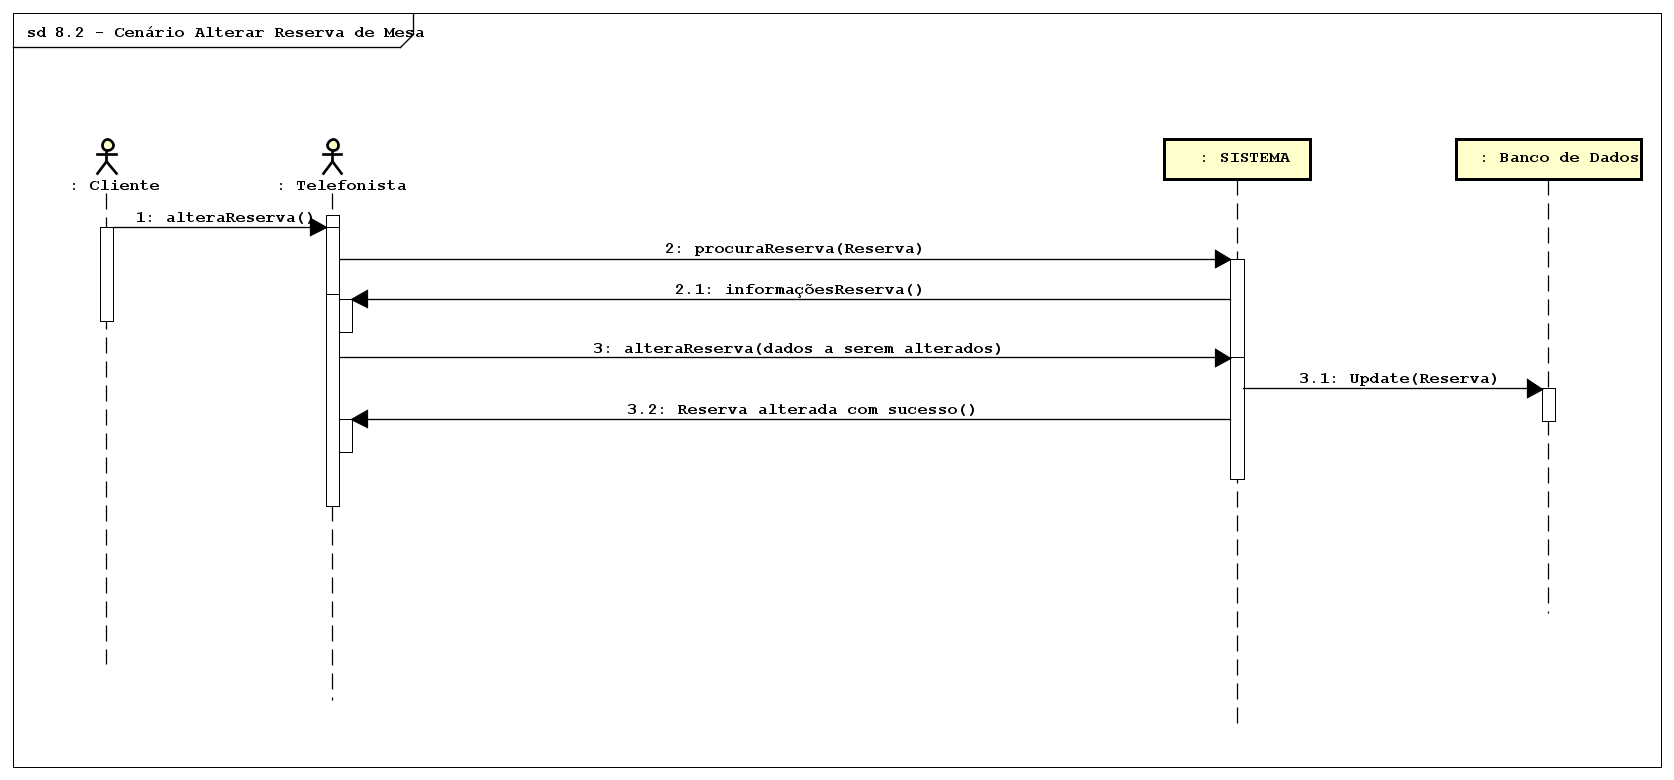 sd 8.2 - Cenário Alterar Reserva de Mesa
: Cliente
: Telefonista
: SISTEMA
: Banco de Dados
1: alteraReserva()
2: procuraReserva(Reserva)
2.1: informaçõesReserva()
3: alteraReserva(dados a serem alterados)
3.1: Update(Reserva)
3.2: Reserva alterada com sucesso()